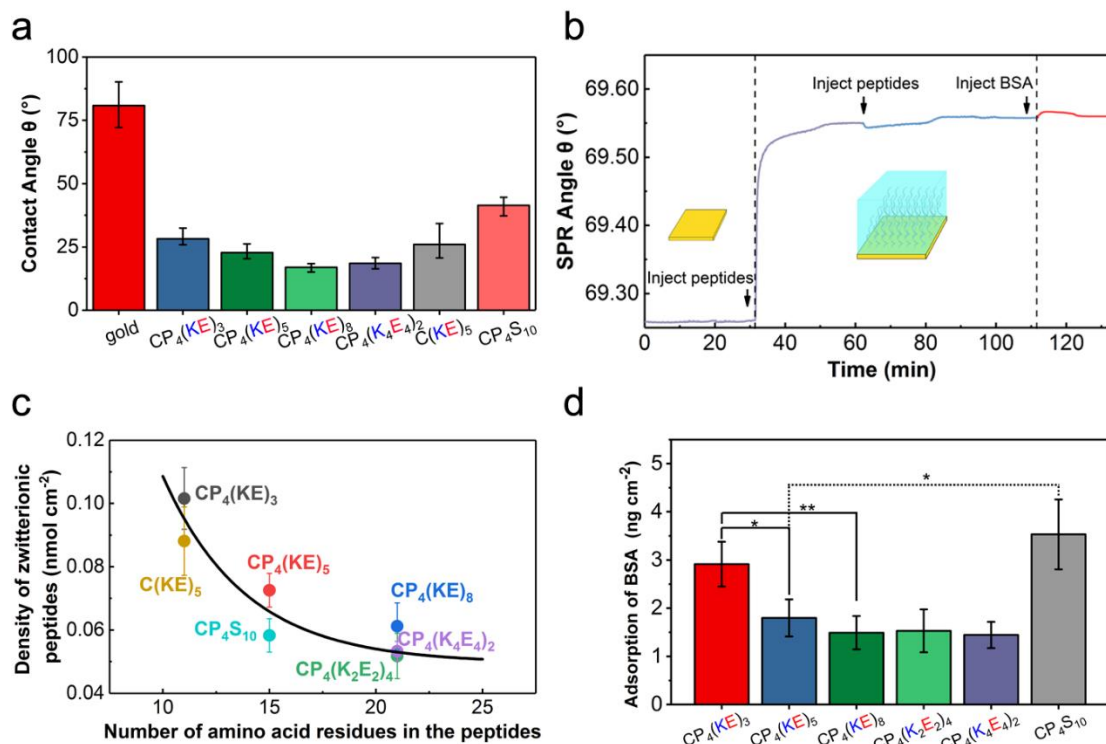 a
Contact Angle θ (°)
100
75
50
25
0
gold
CP₄(KE)₃
CP₄(KE)₅
CP₄(KE)₈
CP₄(K₄E₄)₂
C(KE)₅
CP₄S₁₀
b
SPR Angle θ (°)
69.60
69.50
69.40
69.30
Inject peptides
Inject BSA
Inject peptides
0
20
40
60
80
100
120
Time (min)
c
Density of zwitterionic
peptides (nmol cm⁻²)
0.12
0.10
0.08
0.06
0.04
CP₄(KE)₃
C(KE)₅
CP₄(KE)₅
CP₄S₁₀
CP₄(KE)₈
CP₄(K₄E₄)₂
CP₄(K₂E₂)₄
5
10
15
20
25
Number of amino acid residues in the peptides
d
Adsorption of BSA (ng cm⁻²)
5
4
3
2
1
0
*
**
*
CP₄(KE)₃
CP₄(KE)₅
CP₄(KE)₈
CP₄(K₂E₂)₄
CP₄(K₄E₄)₂
CP₄S₁₀